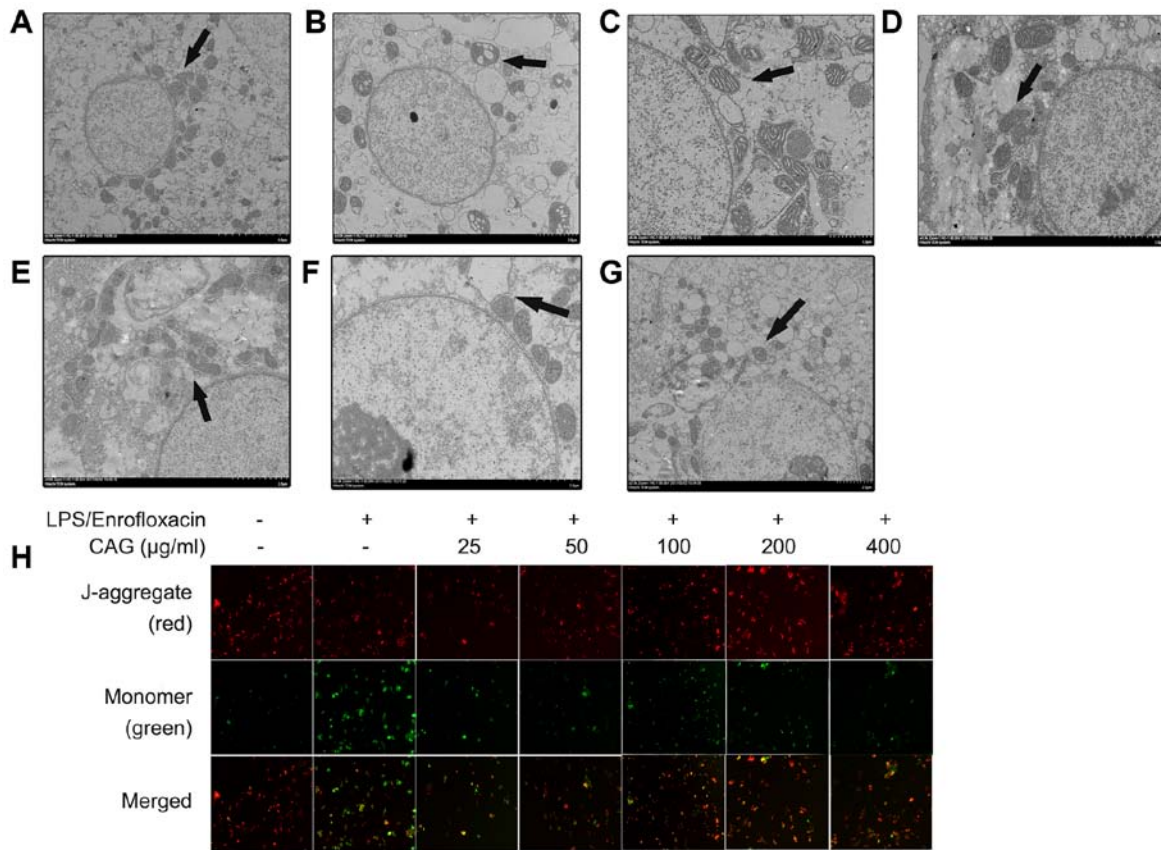 A
B
C
D
E
F
G
LPS/Enrofloxacin - + + + + + +
CAG (µg/ml) - - 25 50 100 200 400
H
J-aggregate
(red)
Monomer
(green)
Merged